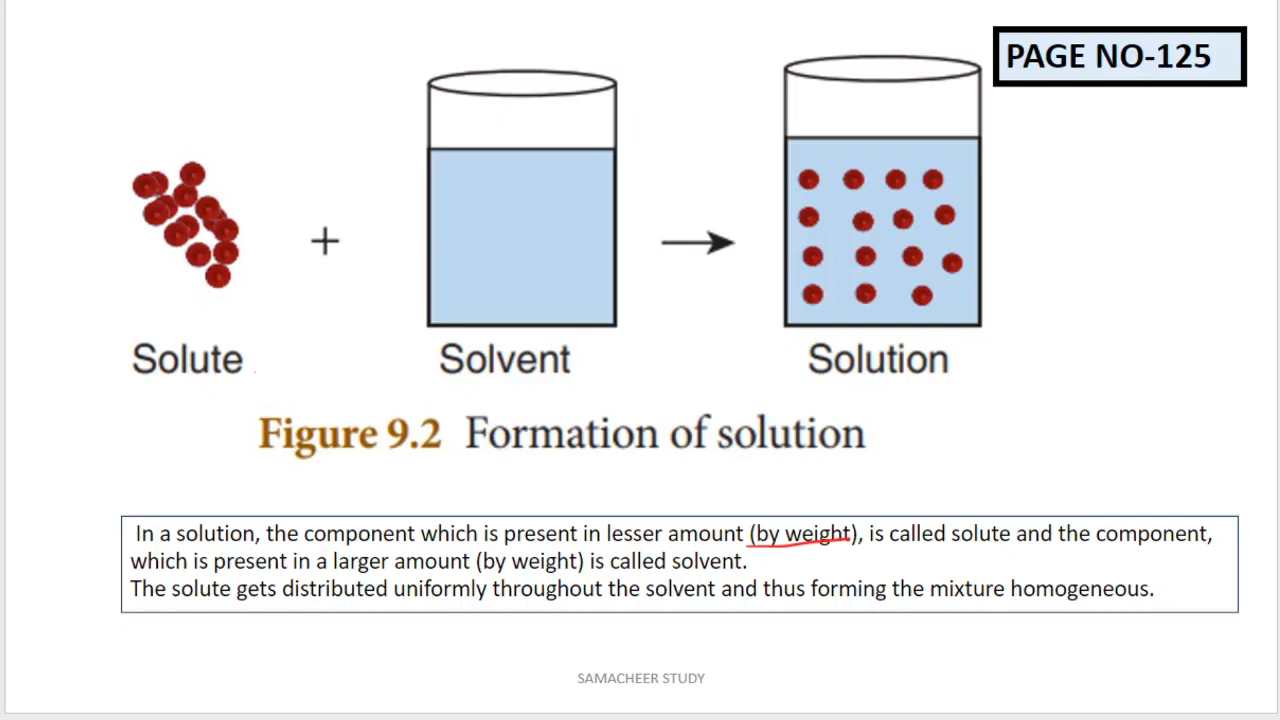 PAGE NO-125
+
Solute
Solvent
Solution
Figure 9.2 Formation of solution
In a solution, the component which is present in lesser amount (by weight), is called solute and the component,
which is present in a larger amount (by weight) is called solvent.
The solute gets distributed uniformly throughout the solvent and thus forming the mixture homogeneous.
SAMACHEER STUDY